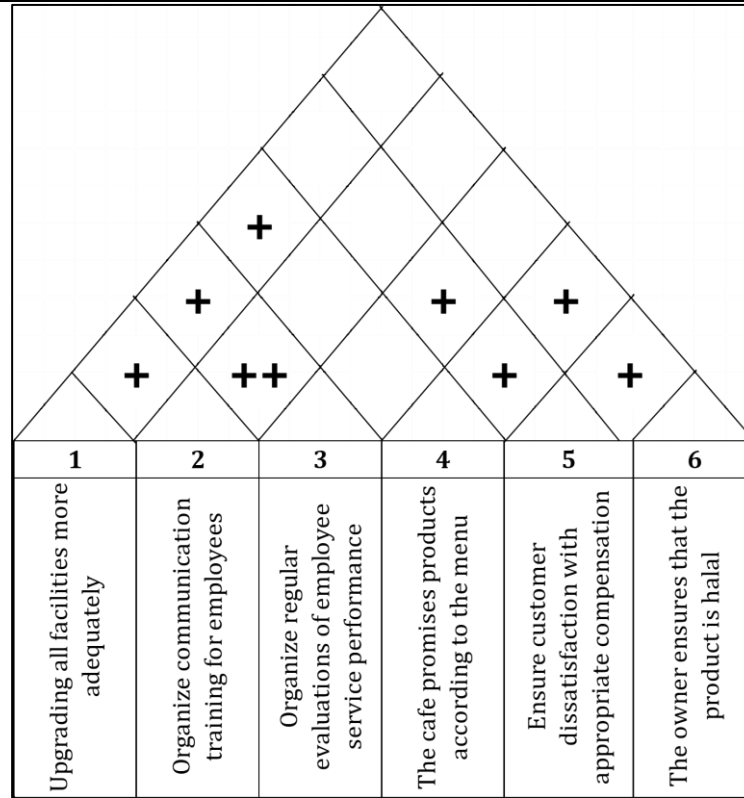 +
+ + +
+ ++ + +
1 2 3 4 5 6
Upgrading all facilities more
adequately
Organize communication
training for employees
Organize regular
evaluations of employee
service performance
The cafe promises products
according to the menu
Ensure customer
dissatisfaction with
appropriate compensation
The owner ensures that the
product is halal